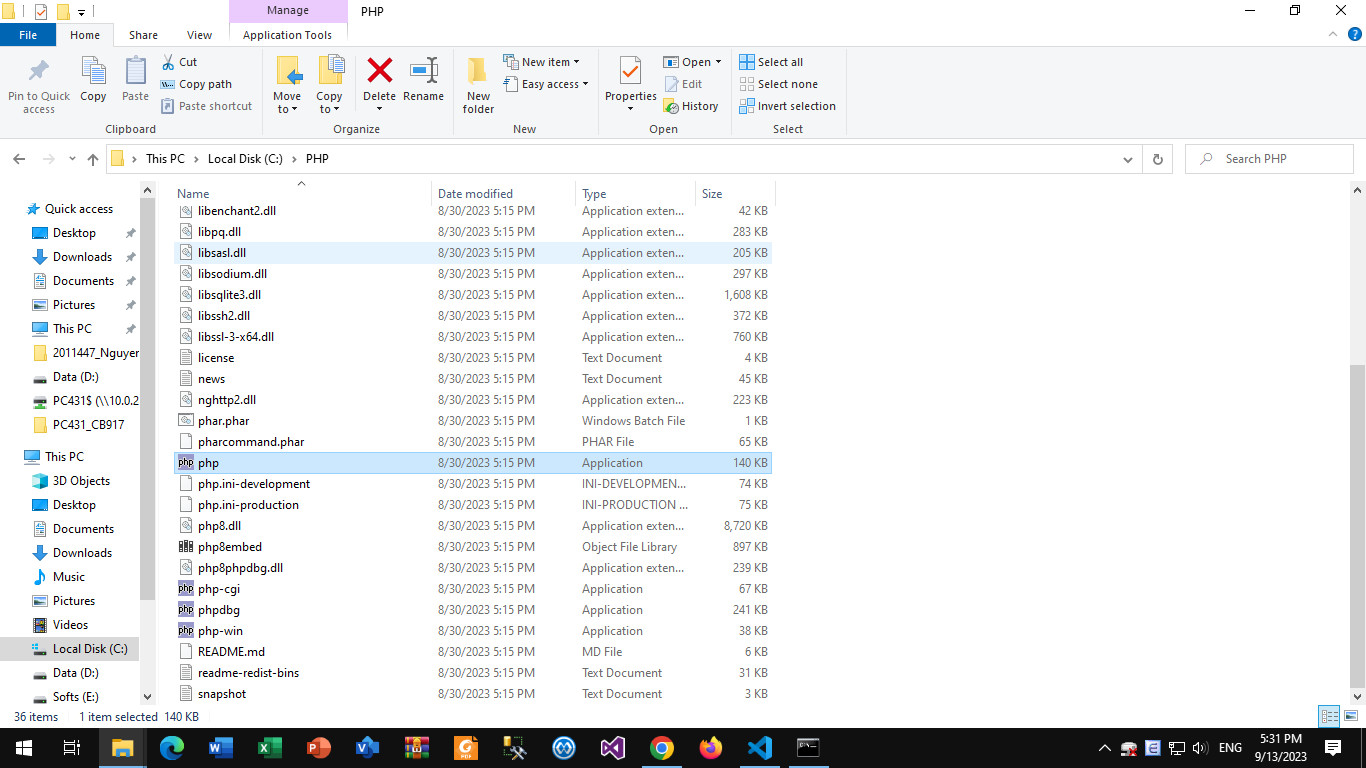 Manage
PHP
File
Home
Share
View
Application Tools
Pin to Quick access
Copy
Paste
Cut
Copy path
Paste shortcut
Move to
Copy to
Delete
Rename
New folder
New item
Easy access
Properties
Open
Edit
History
Select all
Select none
Invert selection
Clipboard
Organize
New
Open
Select
This PC > Local Disk (C:) > PHP
Search PHP
Name Date modified Type Size
libenchant2.dll 8/30/2023 5:15 PM Application exten... 42 KB
libpq.dll 8/30/2023 5:15 PM Application exten... 283 KB
libsasl.dll 8/30/2023 5:15 PM Application exten... 205 KB
libsodium.dll 8/30/2023 5:15 PM Application exten... 297 KB
libsqlite3.dll 8/30/2023 5:15 PM Application exten... 1,608 KB
libssh2.dll 8/30/2023 5:15 PM Application exten... 372 KB
libssl-3-x64.dll 8/30/2023 5:15 PM Application exten... 760 KB
license 8/30/2023 5:15 PM Text Document 4 KB
news 8/30/2023 5:15 PM Text Document 45 KB
nghttp2.dll 8/30/2023 5:15 PM Application exten... 223 KB
phar.phar 8/30/2023 5:15 PM Windows Batch File 1 KB
pharcommand.phar 8/30/2023 5:15 PM PHAR File 65 KB
php php 8/30/2023 5:15 PM Application 140 KB
php.ini-development 8/30/2023 5:15 PM INI-DEVELOPMEN... 74 KB
php.ini-production 8/30/2023 5:15 PM INI-PRODUCTION ... 75 KB
php8.dll 8/30/2023 5:15 PM Application exten... 8,720 KB
php8embed 8/30/2023 5:15 PM Object File Library 897 KB
php8phpdbg.dll 8/30/2023 5:15 PM Application exten... 239 KB
php php-cgi 8/30/2023 5:15 PM Application 67 KB
php phpdbg 8/30/2023 5:15 PM Application 241 KB
php php-win 8/30/2023 5:15 PM Application 38 KB
README.md 8/30/2023 5:15 PM MD File 6 KB
readme-redist-bins 8/30/2023 5:15 PM Text Document 31 KB
snapshot 8/30/2023 5:15 PM Text Document 3 KB
Quick access
Desktop
Downloads
Documents
Pictures
This PC
2011447_Nguyer
Data (D:)
PC431$ (\\10.0.2
PC431_CB917
This PC
3D Objects
Desktop
Documents
Downloads
Music
Pictures
Videos
Local Disk (C:)
Data (D:)
Softs (E:)
36 items 1 item selected 140 KB
ENG
5:31 PM
9/13/2023